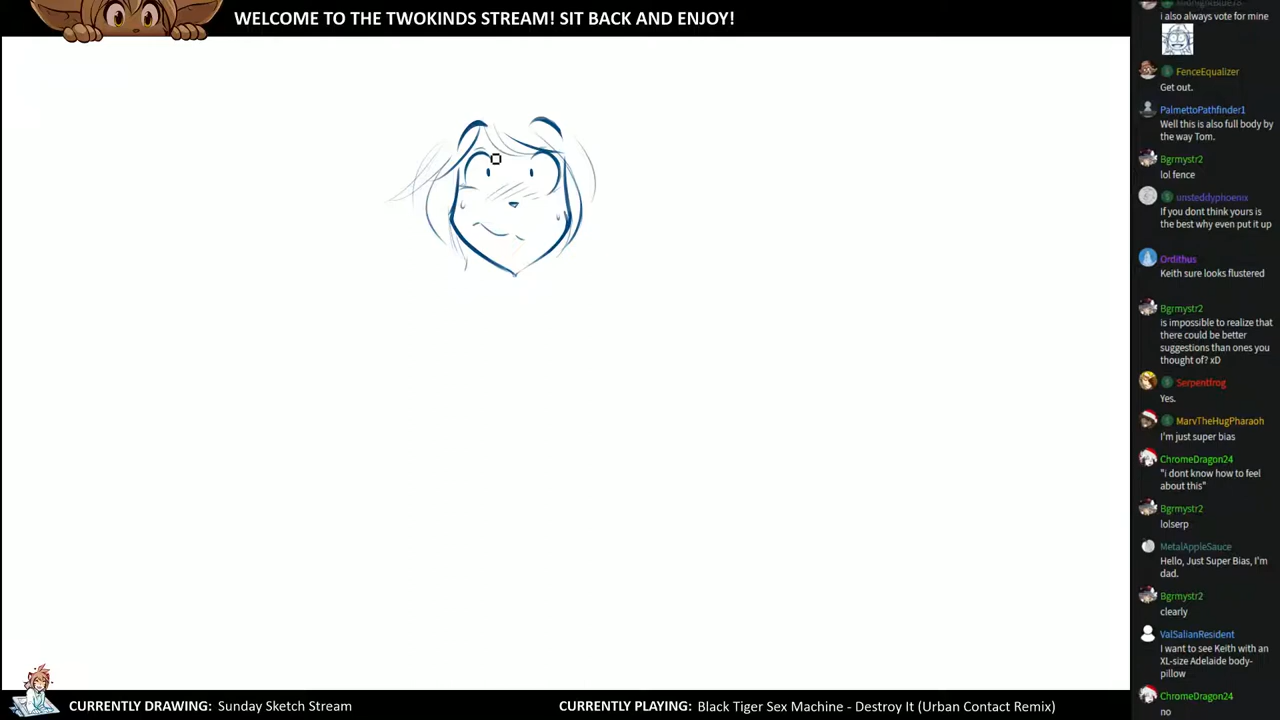 WELCOME TO THE TWOKINDS STREAM! SIT BACK AND ENJOY!
i also always vote for mine
FenceEqualizer
Get out.
PalmettoPathfinder1
Well this is also full body by
the way Tom.
Bgrmystr2
lol fence
unsteddyphoenix
If you dont think yours is
the best why even put it up
Ordithus
Keith sure looks flustered
Bgrmystr2
is impossible to realize that
there could be better
suggestions than ones you
thought of? xD
Serpentfrog
Yes.
MarvTheHugPharaoh
I'm just super bias
ChromeDragon24
"i dont know how to feel
about this"
Bgrmystr2
lolserp
MetalAppleSauce
Hello, Just Super Bias, I'm
dad.
Bgrmystr2
clearly
ValSalianResident
I want to see Keith with an
XL-size Adelaide body-
pillow
ChromeDragon24
no
CURRENTLY DRAWING: Sunday Sketch Stream
CURRENTLY PLAYING: Black Tiger Sex Machine - Destroy It (Urban Contact Remix)